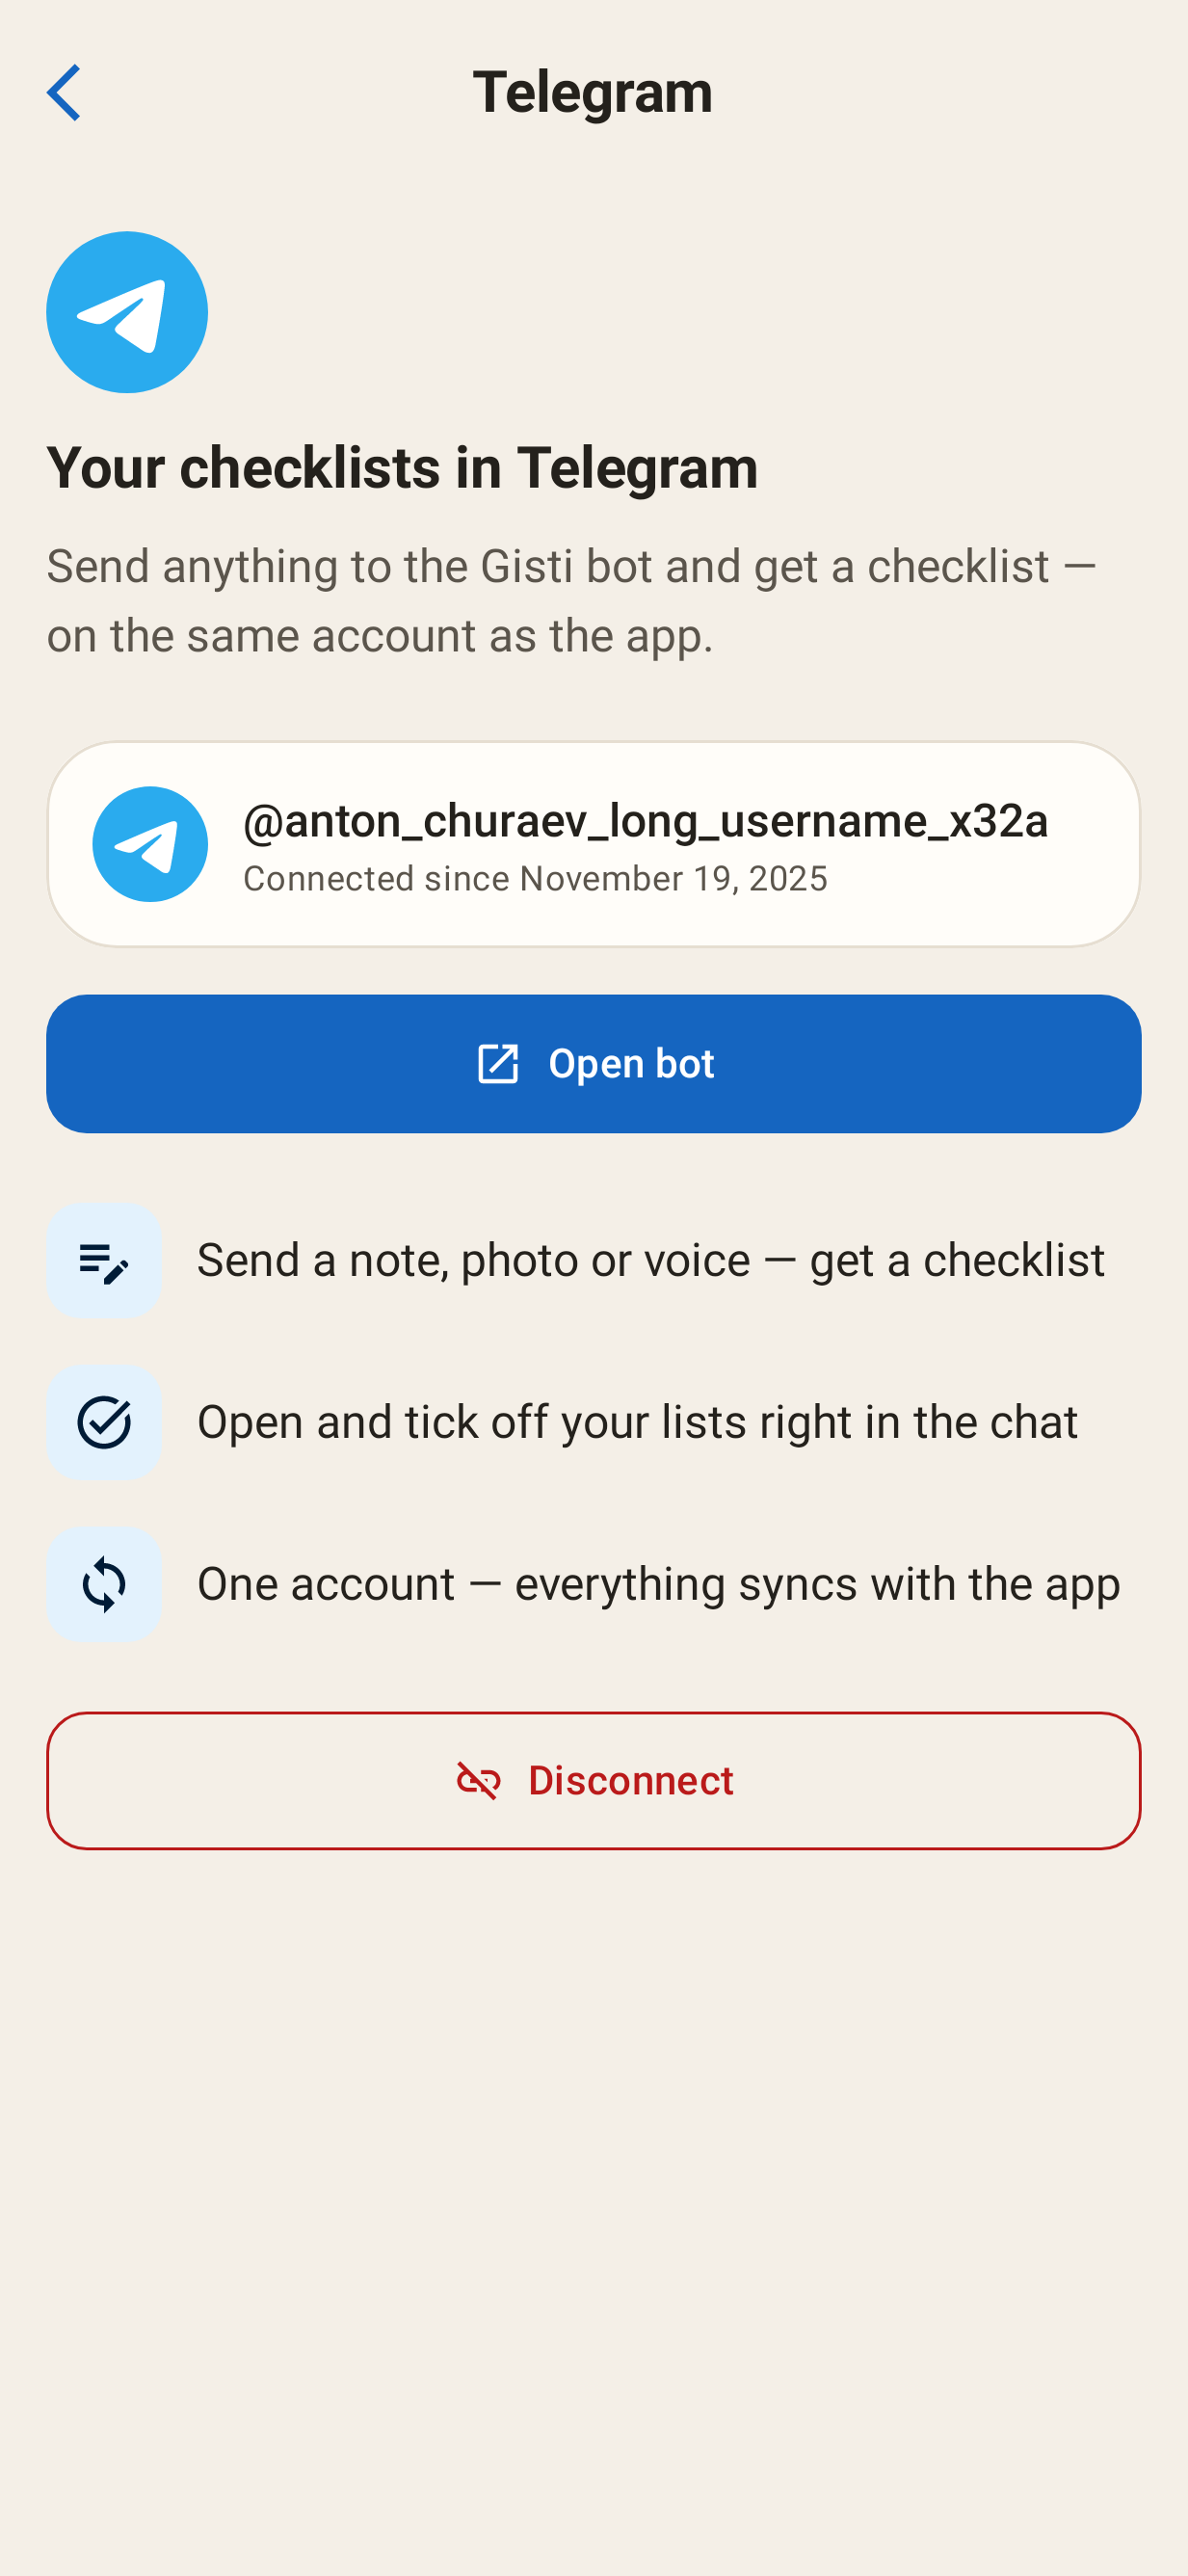 Telegram
Your checklists in Telegram
Send anything to the Gisti bot and get a checklist —
on the same account as the app.
@anton_churaev_long_username_x32a
Connected since November 19, 2025
Open bot
Send a note, photo or voice — get a checklist
Open and tick off your lists right in the chat
One account — everything syncs with the app
Disconnect